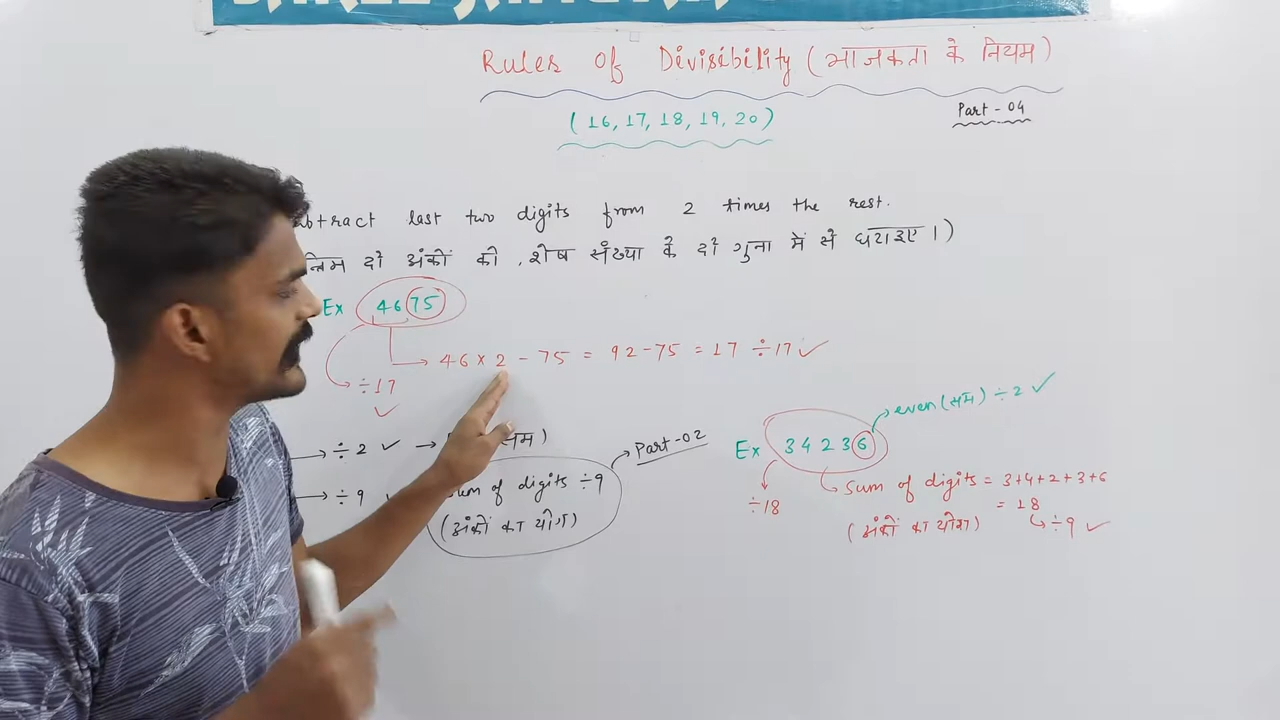 Rules Of Divisibility (भाजकता के नियम)
(16, 17, 18, 19, 20)
Part - 04
last two digits from 2 times the rest.
दो अंकों को , शेष संख्या के दो गुना में से घटाइए।)
Ex 4675
46 × 2 - 75 = 92 - 75 = 17 ÷17 ✓
÷17
✓
→ ÷ 2 ✓ →
→ ÷ 9
of digits ÷9
(अंकों का योग)
Part-02
Ex 34236
even (सम) ÷ 2 ✓
÷18
Sum of digits = 3+4+2+3+6
= 18
(अंकों का योग)
÷9 ✓